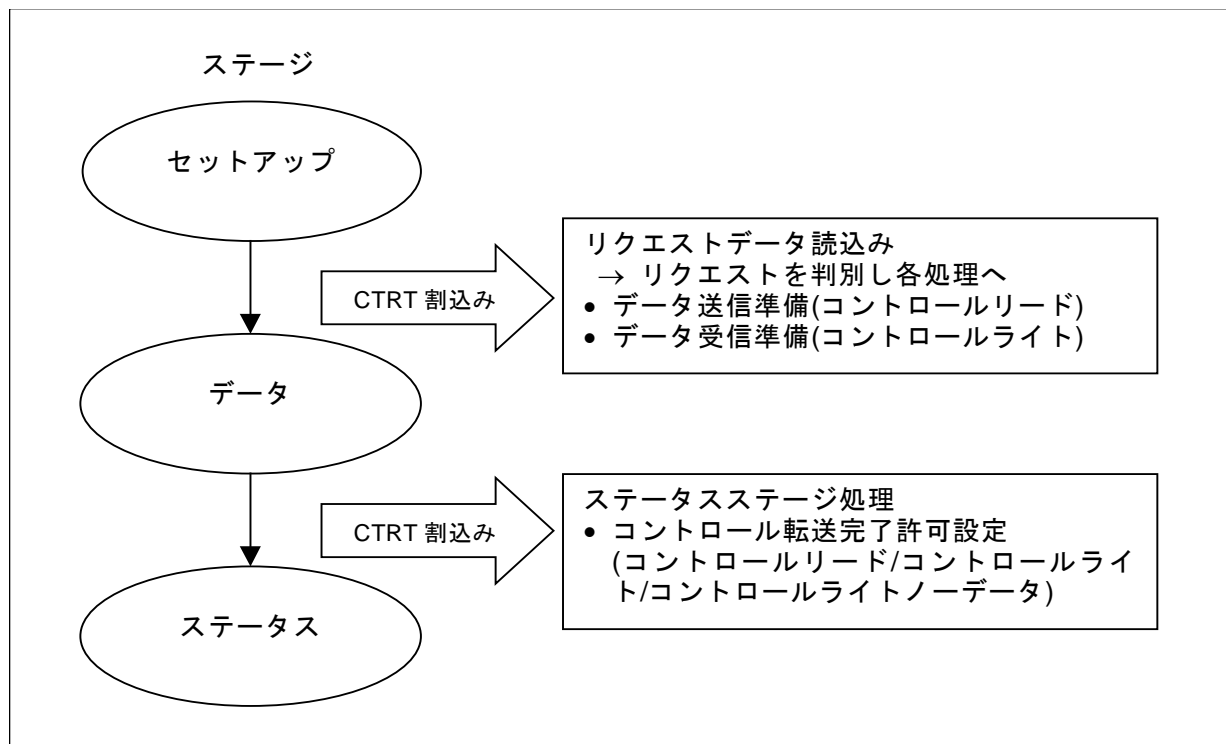 ステージ
セットアップ
CTRT 割込み
リクエストデータ読込み
→ リクエストを判別し各処理へ
• データ送信準備(コントロールリード)
• データ受信準備(コントロールライト)
データ
CTRT 割込み
ステータスステージ処理
• コントロール転送完了許可設定
(コントロールリード/コントロールライ
ト/コントロールライトノーデータ)
ステータス